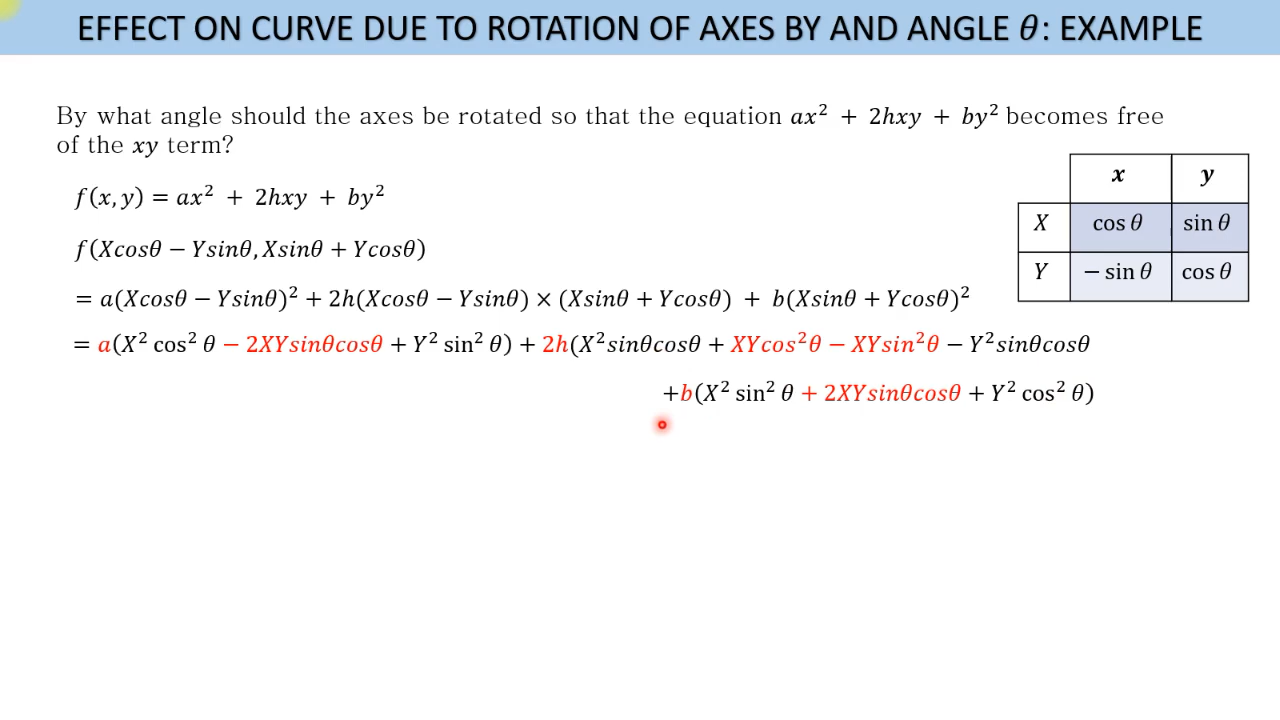 EFFECT ON CURVE DUE TO ROTATION OF AXES BY AND ANGLE 𝜃: EXAMPLE
By what angle should the axes be rotated so that the equation 𝑎𝑥² + 2ℎ𝑥𝑦 + 𝑏𝑦² becomes free
of the 𝑥𝑦 term?
𝑥 𝑦
𝑓(𝑥,𝑦) = 𝑎𝑥² + 2ℎ𝑥𝑦 + 𝑏𝑦²
𝑋 cos 𝜃 sin 𝜃
𝑓(𝑋𝑐𝑜𝑠𝜃 − 𝑌𝑠𝑖𝑛𝜃, 𝑋𝑠𝑖𝑛𝜃 + 𝑌𝑐𝑜𝑠𝜃)
𝑌 − sin 𝜃 cos 𝜃
= 𝑎(𝑋𝑐𝑜𝑠𝜃 − 𝑌𝑠𝑖𝑛𝜃)² + 2ℎ(𝑋𝑐𝑜𝑠𝜃 − 𝑌𝑠𝑖𝑛𝜃) × (𝑋𝑠𝑖𝑛𝜃 + 𝑌𝑐𝑜𝑠𝜃) + 𝑏(𝑋𝑠𝑖𝑛𝜃 + 𝑌𝑐𝑜𝑠𝜃)²
= 𝑎(𝑋² cos² 𝜃 − 2𝑋𝑌𝑠𝑖𝑛𝜃𝑐𝑜𝑠𝜃 + 𝑌² sin² 𝜃) + 2ℎ(𝑋²𝑠𝑖𝑛𝜃𝑐𝑜𝑠𝜃 + 𝑋𝑌𝑐𝑜𝑠²𝜃 − 𝑋𝑌𝑠𝑖𝑛²𝜃 − 𝑌²𝑠𝑖𝑛𝜃𝑐𝑜𝑠𝜃
+𝑏(𝑋² sin² 𝜃 + 2𝑋𝑌𝑠𝑖𝑛𝜃𝑐𝑜𝑠𝜃 + 𝑌² cos² 𝜃)